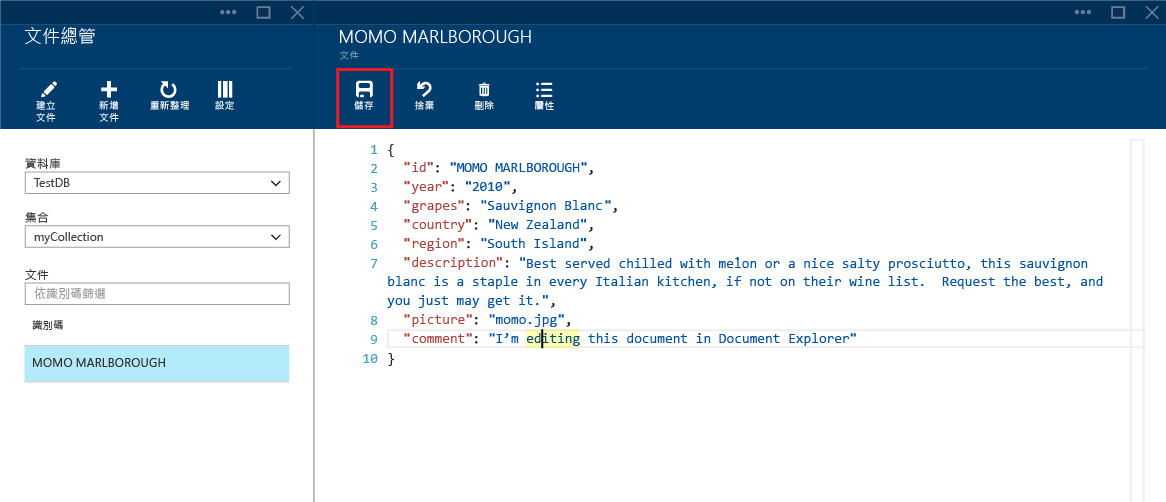 文件總管
建立
文件
新增
文件
重新整理
設定
資料庫
TestDB
集合
myCollection
文件
依識別碼篩選
識別碼
MOMO MARLBOROUGH
MOMO MARLBOROUGH
文件
儲存
捨棄
刪除
屬性
1 {
2 "id": "MOMO MARLBOROUGH",
3 "year": "2010",
4 "grapes": "Sauvignon Blanc",
5 "country": "New Zealand",
6 "region": "South Island",
7 "description": "Best served chilled with melon or a nice salty prosciutto, this sauvignon
blanc is a staple in every Italian kitchen, if not on their wine list.  Request the best, and
you just may get it.",
8 "picture": "momo.jpg",
9 "comment": "I’m editing this document in Document Explorer"
10 }